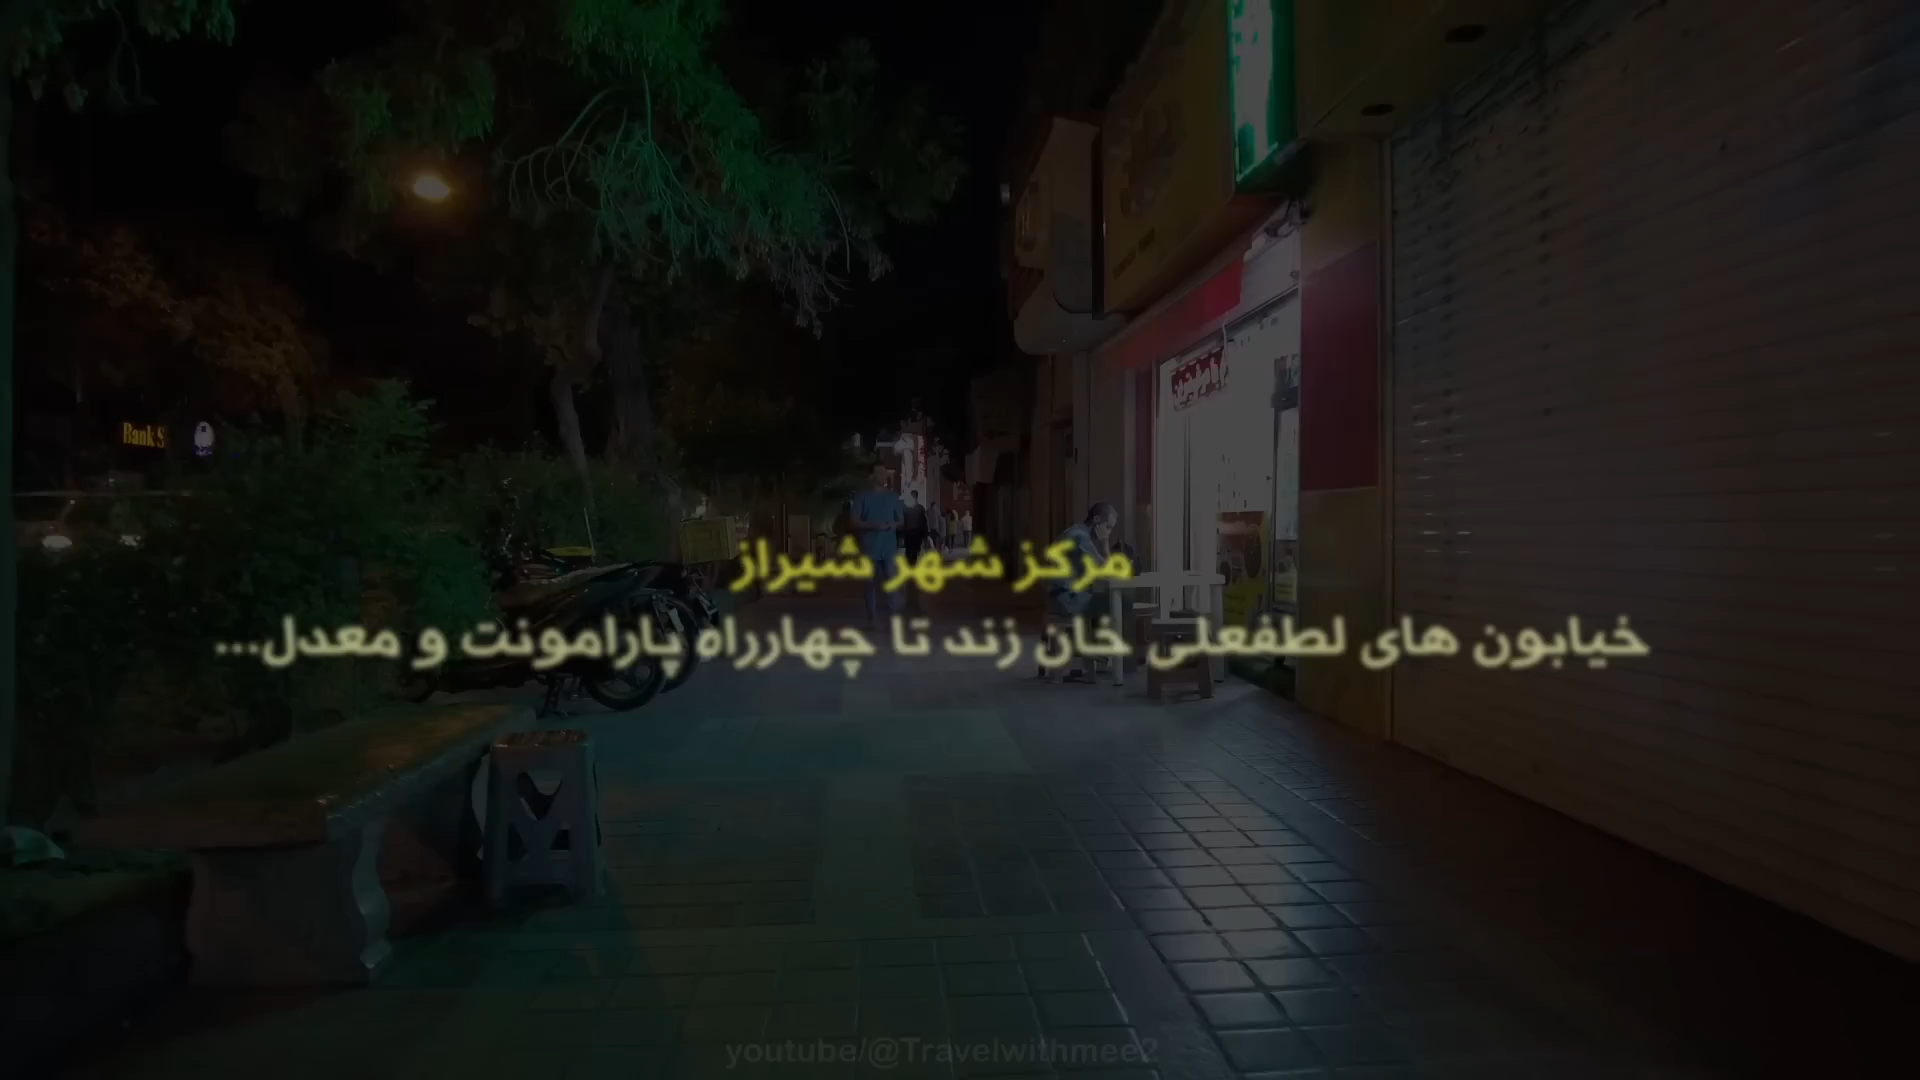 Bank S
مرکز شهر شیراز
خیابون های لطفعلی خان زند تا چهارراه پارامونت و معدل...
youtube/@Travelwithmee2